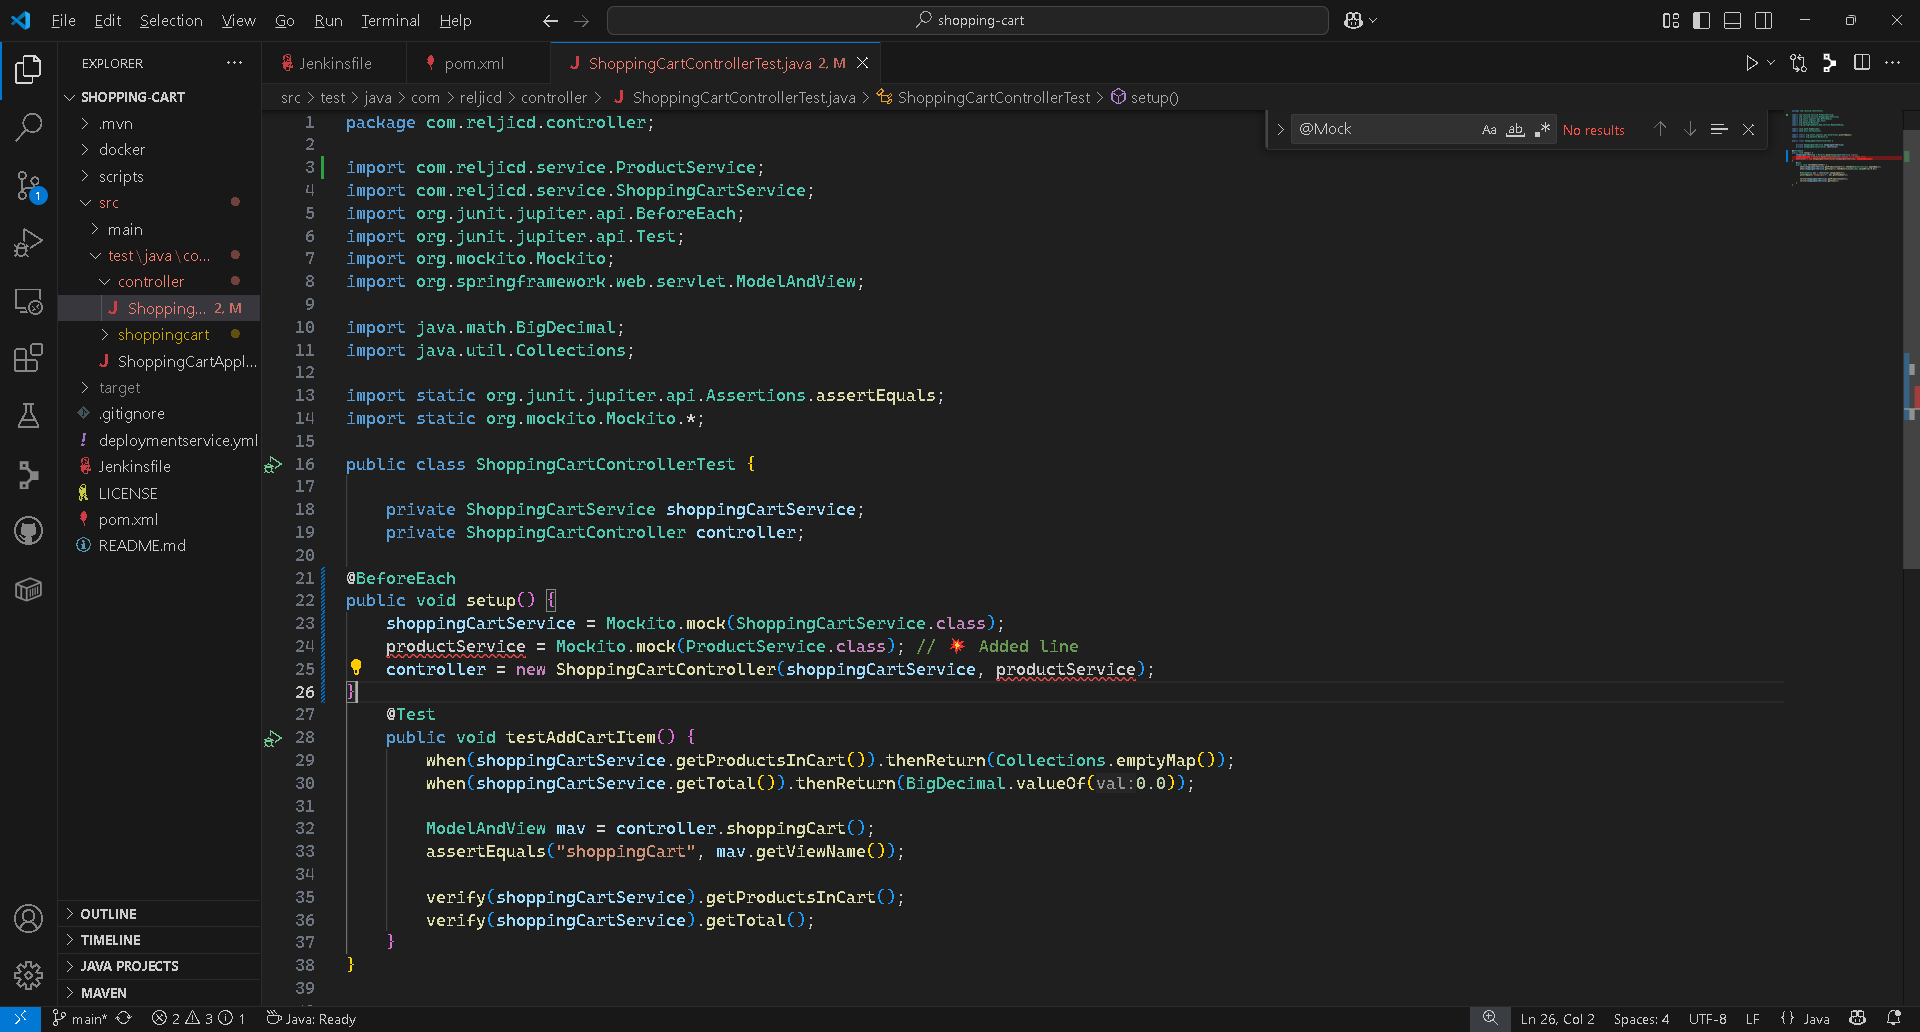 File Edit Selection View Go Run Terminal Help
shopping-cart
EXPLORER
Jenkinsfile
pom.xml
ShoppingCartControllerTest.java 2, M
SHOPPING-CART
src > test > java > com > reljicd > controller > ShoppingCartControllerTest.java > ShoppingCartControllerTest > setup()
@Mock
Aa
ab
No results
.mvn
docker
scripts
src
main
test\java\co...
controller
Shopping... 2, M
shoppingcart
ShoppingCartAppl...
target
.gitignore
deploymentservice.yml
Jenkinsfile
LICENSE
pom.xml
README.md
1
OUTLINE
TIMELINE
JAVA PROJECTS
MAVEN
1 package com.reljicd.controller;
2
3 import com.reljicd.service.ProductService;
4 import com.reljicd.service.ShoppingCartService;
5 import org.junit.jupiter.api.BeforeEach;
6 import org.junit.jupiter.api.Test;
7 import org.mockito.Mockito;
8 import org.springframework.web.servlet.ModelAndView;
9
10 import java.math.BigDecimal;
11 import java.util.Collections;
12
13 import static org.junit.jupiter.api.Assertions.assertEquals;
14 import static org.mockito.Mockito.*;
15
16 public class ShoppingCartControllerTest {
17
18 private ShoppingCartService shoppingCartService;
19 private ShoppingCartController controller;
20
21 @BeforeEach
22 public void setup() {
23 shoppingCartService = Mockito.mock(ShoppingCartService.class);
24 productService = Mockito.mock(ProductService.class); // 💥 Added line
25 controller = new ShoppingCartController(shoppingCartService, productService);
26 }
27 @Test
28 public void testAddCartItem() {
29 when(shoppingCartService.getProductsInCart()).thenReturn(Collections.emptyMap());
30 when(shoppingCartService.getTotal()).thenReturn(BigDecimal.valueOf(val:0.0));
31
32 ModelAndView mav = controller.shoppingCart();
33 assertEquals("shoppingCart", mav.getViewName());
34
35 verify(shoppingCartService).getProductsInCart();
36 verify(shoppingCartService).getTotal();
37 }
38 }
39
main* 2 3 1 Java: Ready
Ln 26, Col 2 Spaces: 4 UTF-8 LF {} Java